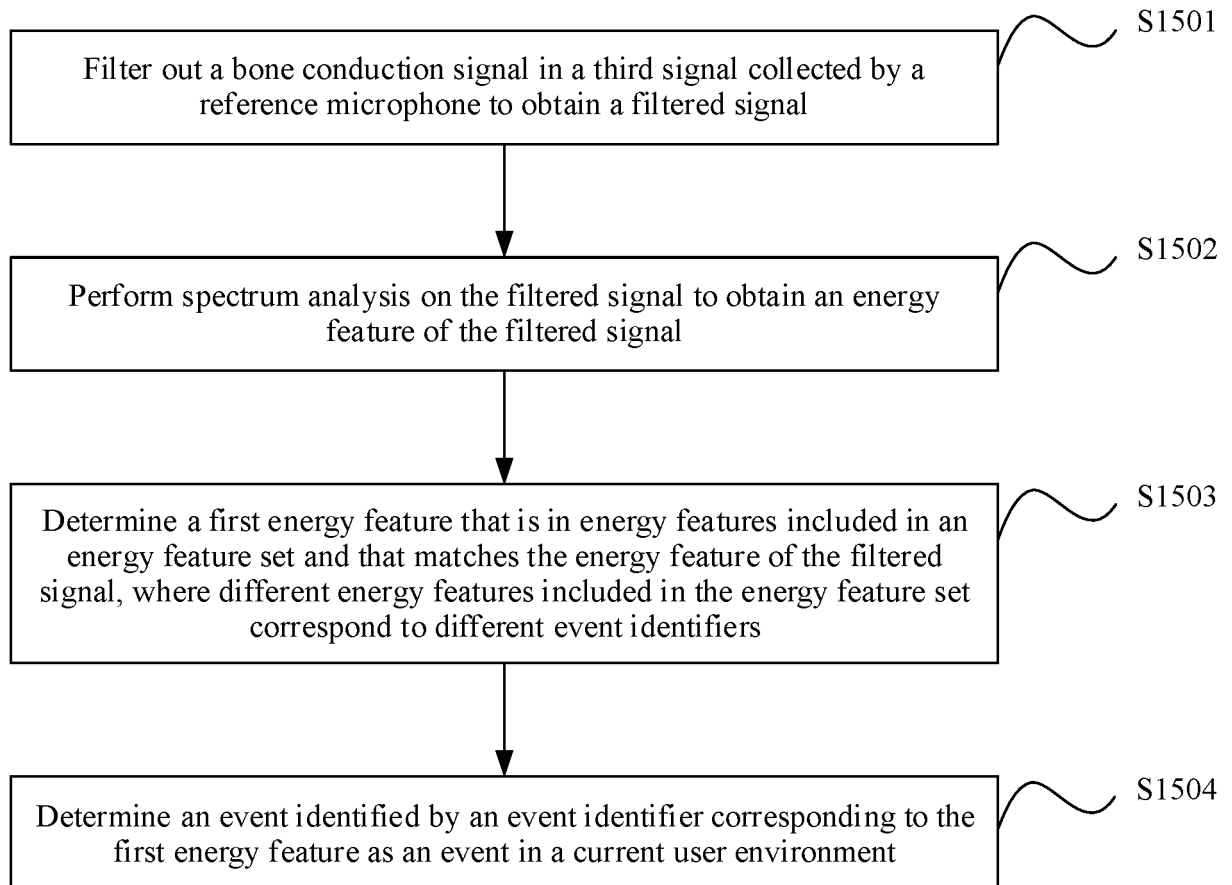 S1501
Filter out a bone conduction signal in a third signal collected by a
reference microphone to obtain a filtered signal
S1502
Perform spectrum analysis on the filtered signal to obtain an energy
feature of the filtered signal
S1503
Determine a first energy feature that is in energy features included in an
energy feature set and that matches the energy feature of the filtered
signal, where different energy features included in the energy feature set
correspond to different event identifiers
S1504
Determine an event identified by an event identifier corresponding to the
first energy feature as an event in a current user environment